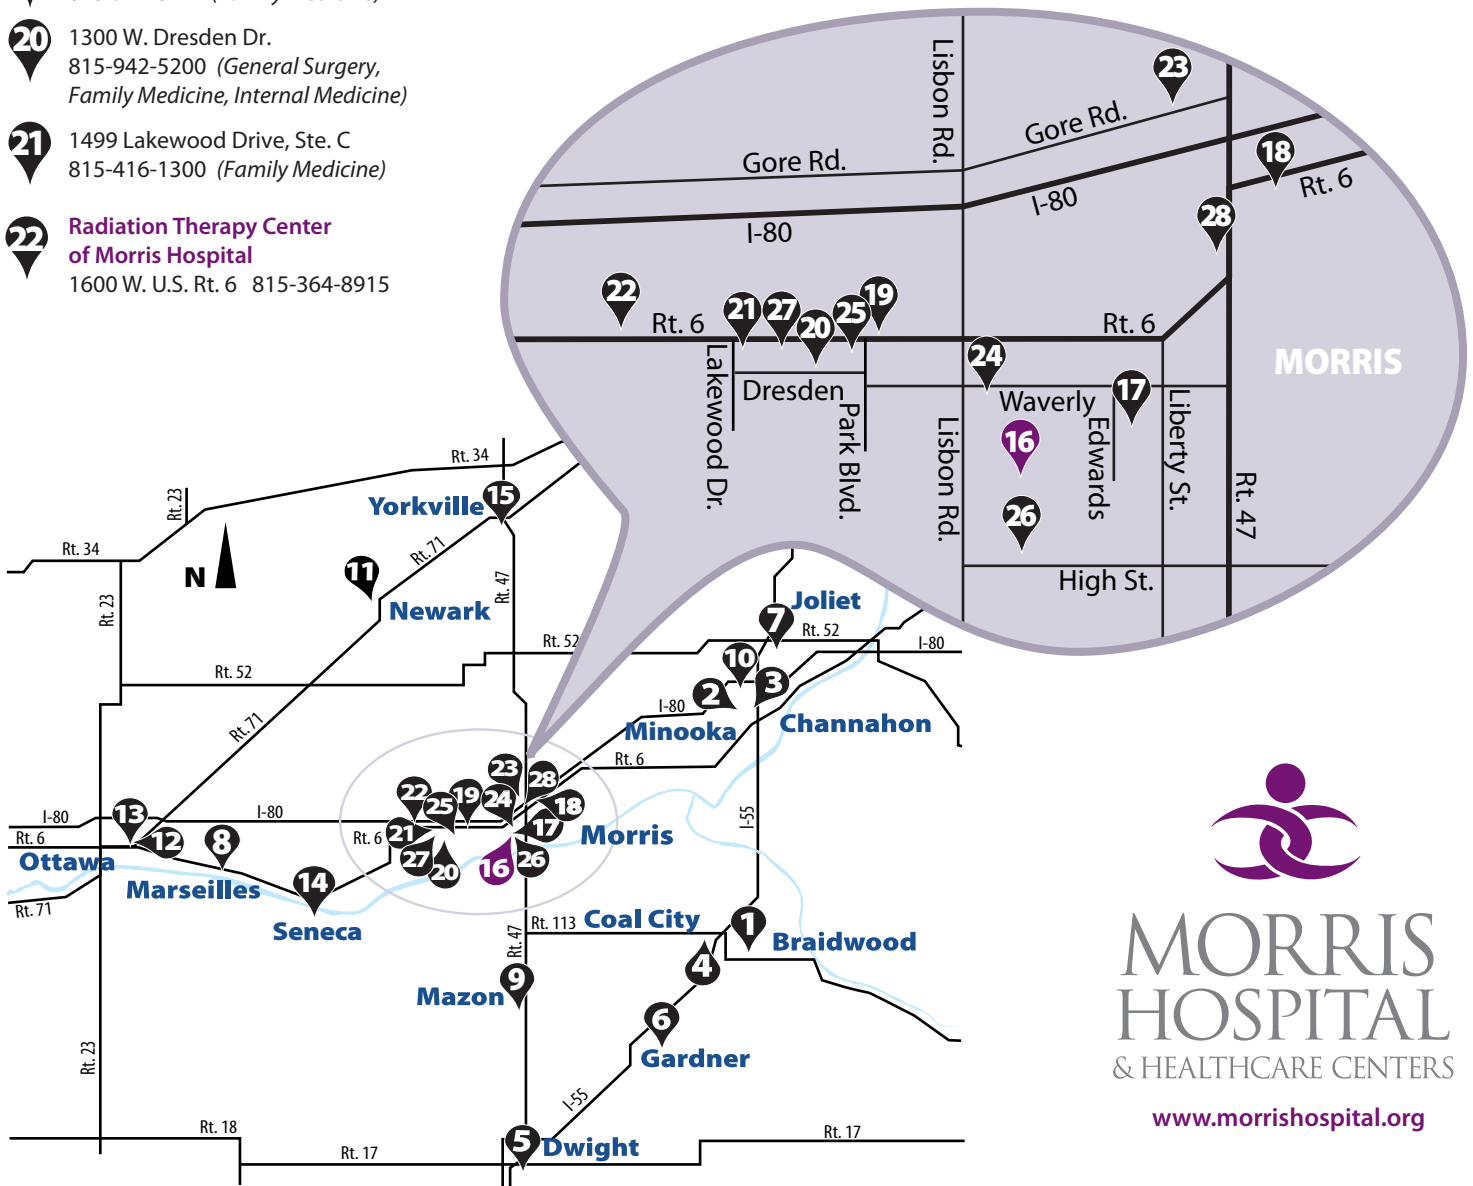 20
1300 W. Dresden Dr.
815-942-5200 (General Surgery,
Family Medicine, Internal Medicine)
21
1499 Lakewood Drive, Ste. C
815-416-1300 (Family Medicine)
22
Radiation Therapy Center
of Morris Hospital
1600 W. U.S. Rt. 6 815-364-8915
Lisbon Rd.
23
Gore Rd.
Gore Rd.
18
Rt. 6
I-80
I-80
28
22
21
27
20
25
19
Rt. 6
Rt. 6
24
MORRIS
Lakewood Dr.
Dresden
Park Blvd.
Waverly
17
16
Edwards
Liberty St.
Lisbon Rd.
26
Rt. 47
High St.
Rt. 34
Rt. 23
Yorkville
15
Rt. 34
N
11
Rt. 71
Rt. 47
Newark
Rt. 23
Joliet
7
Rt. 52
Rt. 52
I-80
Rt. 52
10
2
3
I-80
Minooka
Channahon
Rt. 71
Rt. 6
23
28
22
25
19
24
18
13
I-80
I-80
I-55
Rt. 6
12
8
Rt. 6
21
17
Morris
Ottawa
27
20
16
26
Marseilles
14
Rt. 71
Seneca
Rt. 113
Coal City
1
Braidwood
Rt. 47
4
9
Mazon
6
Gardner
Rt. 23
I-55
Rt. 18
5
Dwight
Rt. 17
Rt. 17
MORRIS
HOSPITAL
& HEALTHCARE CENTERS
www.morrishospital.org